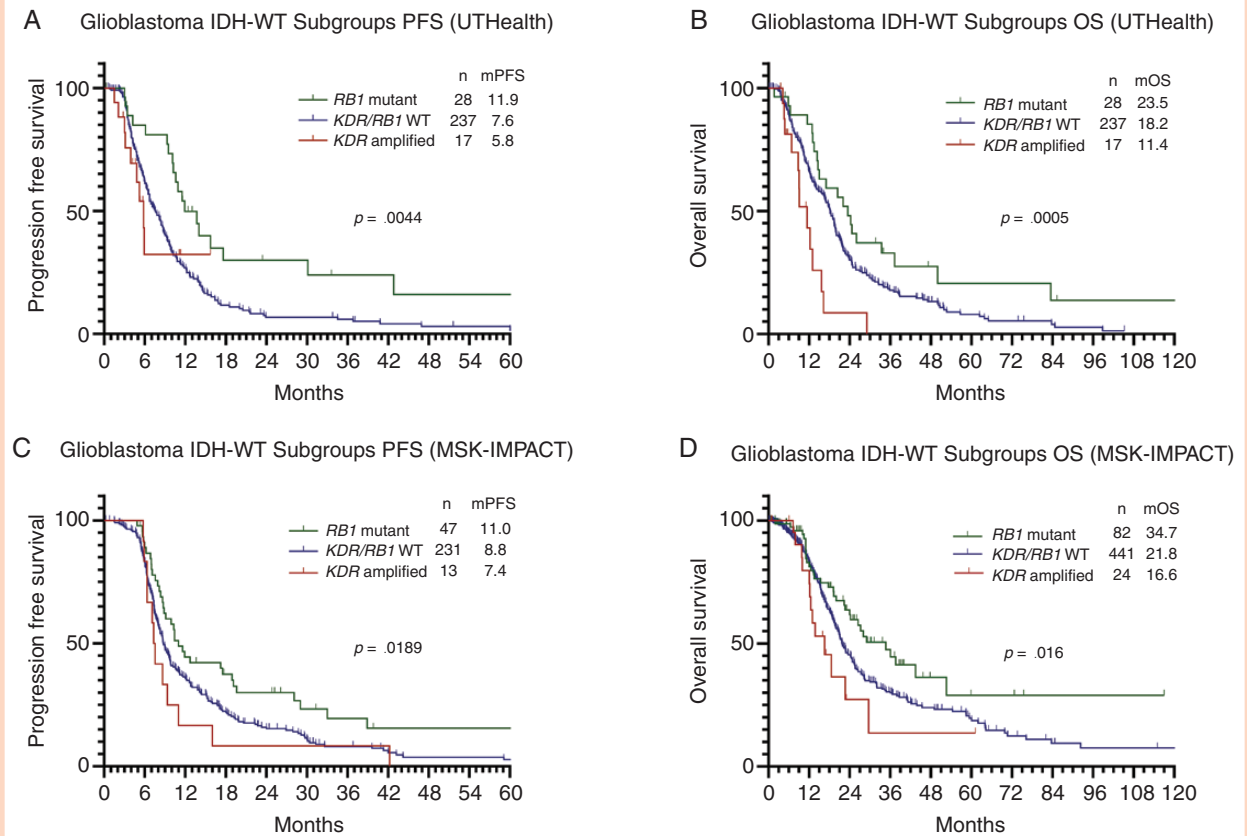 A Glioblastoma IDH-WT Subgroups PFS (UTHealth)
n mPFS
RB1 mutant 28 11.9
KDR/RB1 WT 237 7.6
KDR amplified 17 5.8
p = .0044
Progression free survival
100
50
0
0 6 12 18 24 30 36 42 48 54 60
Months
B Glioblastoma IDH-WT Subgroups OS (UTHealth)
n mOS
RB1 mutant 28 23.5
KDR/RB1 WT 237 18.2
KDR amplified 17 11.4
p = .0005
Overall survival
100
50
0
0 12 24 36 48 60 72 84 96 108 120
Months
C Glioblastoma IDH-WT Subgroups PFS (MSK-IMPACT)
n mPFS
RB1 mutant 47 11.0
KDR/RB1 WT 231 8.8
KDR amplified 13 7.4
p = .0189
Progression free survival
100
50
0
0 6 12 18 24 30 36 42 48 54 60
Months
D Glioblastoma IDH-WT Subgroups OS (MSK-IMPACT)
n mOS
RB1 mutant 82 34.7
KDR/RB1 WT 441 21.8
KDR amplified 24 16.6
p = .016
Overall survival
100
50
0
0 12 24 36 48 60 72 84 96 108 120
Months